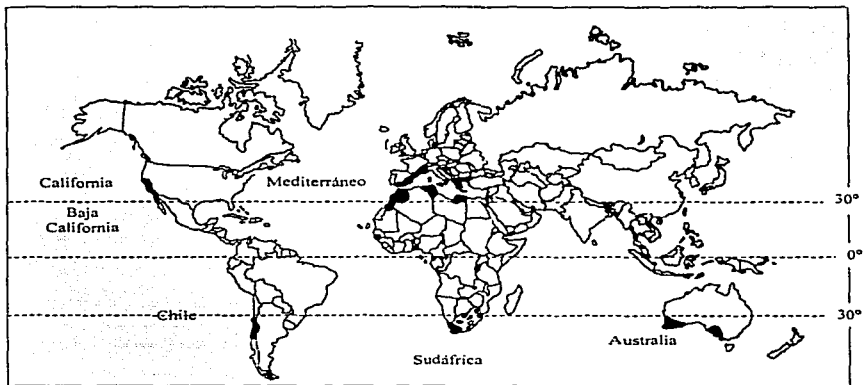 California
Mediterráneo
30°
Baja
California
0°
Chile
30°
Australia
Sudáfrica